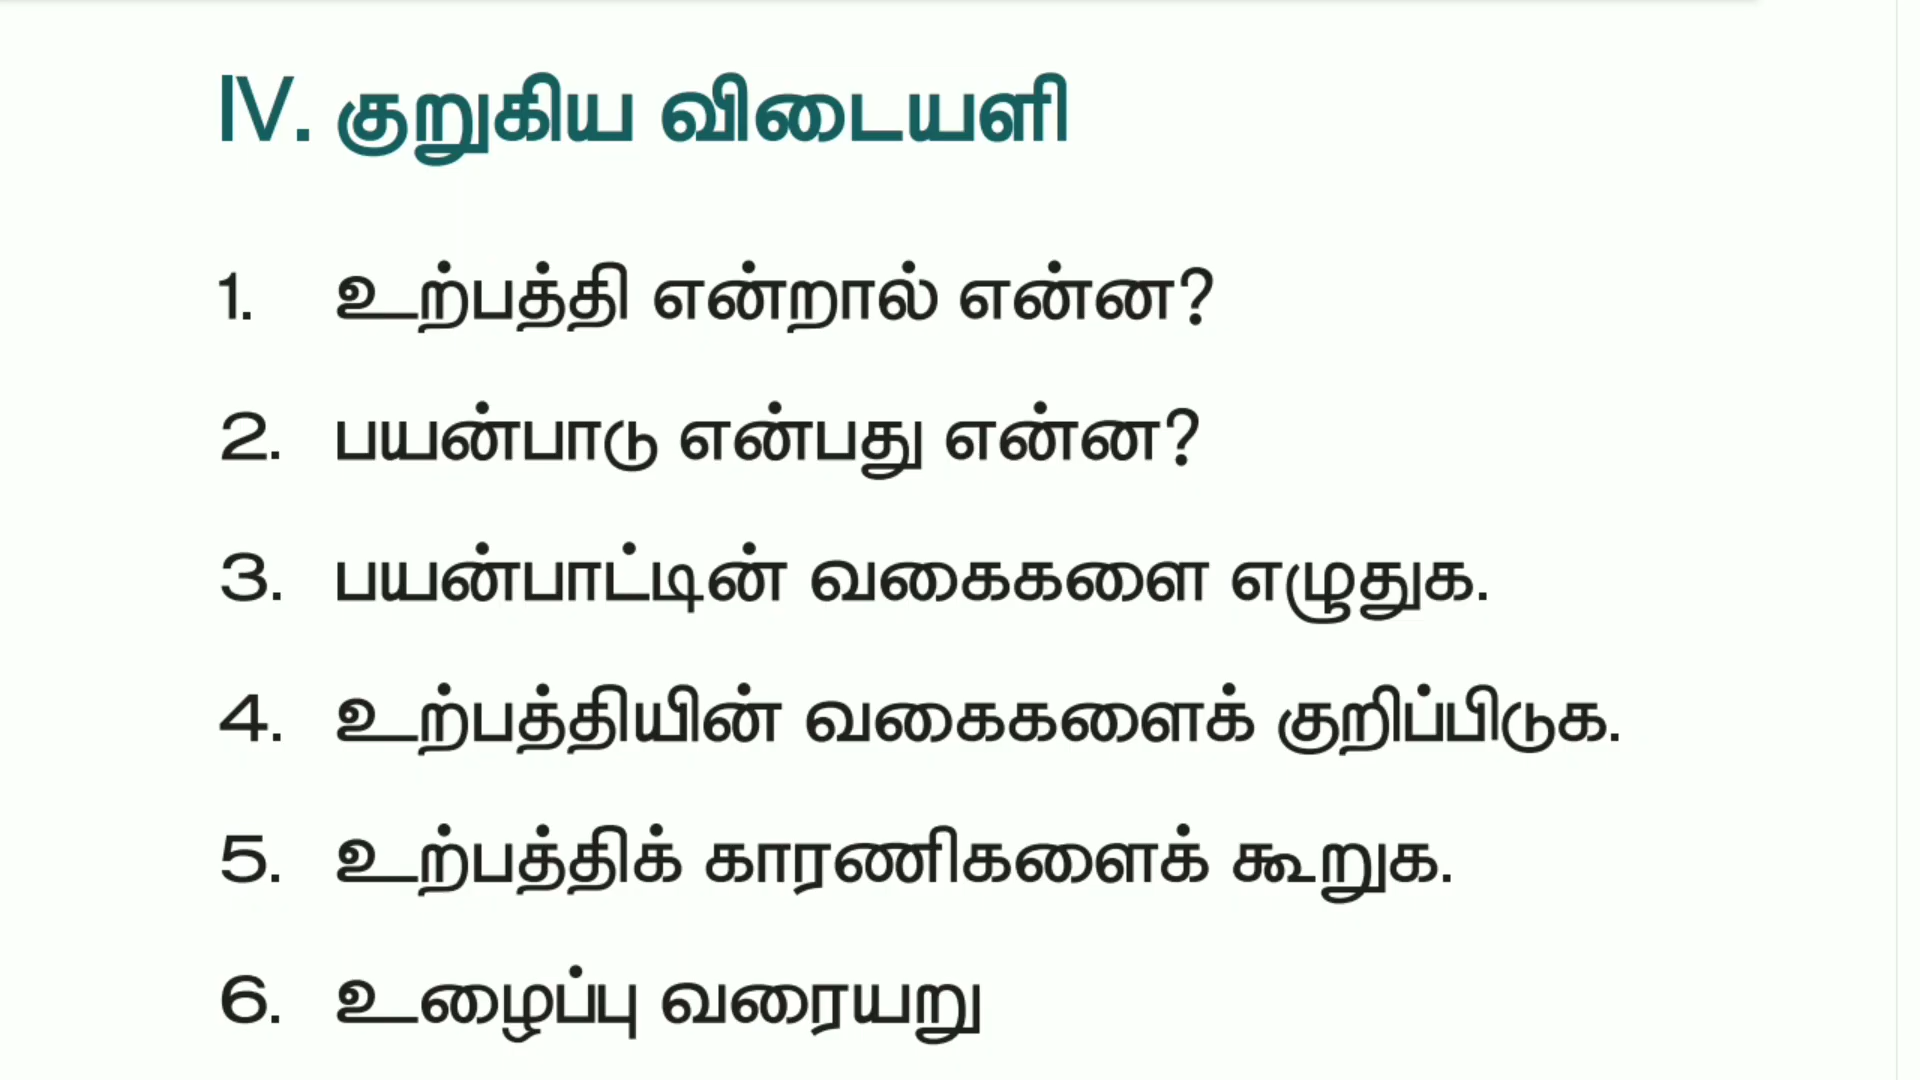 IV. குறுகிய விடையளி
1. உற்பத்தி என்றால் என்ன?
2. பயன்பாடு என்பது என்ன?
3. பயன்பாட்டின் வகைகளை எழுதுக.
4. உற்பத்தியின் வகைகளைக் குறிப்பிடுக.
5. உற்பத்திக் காரணிகளைக் கூறுக.
6. உழைப்பு வரையறு